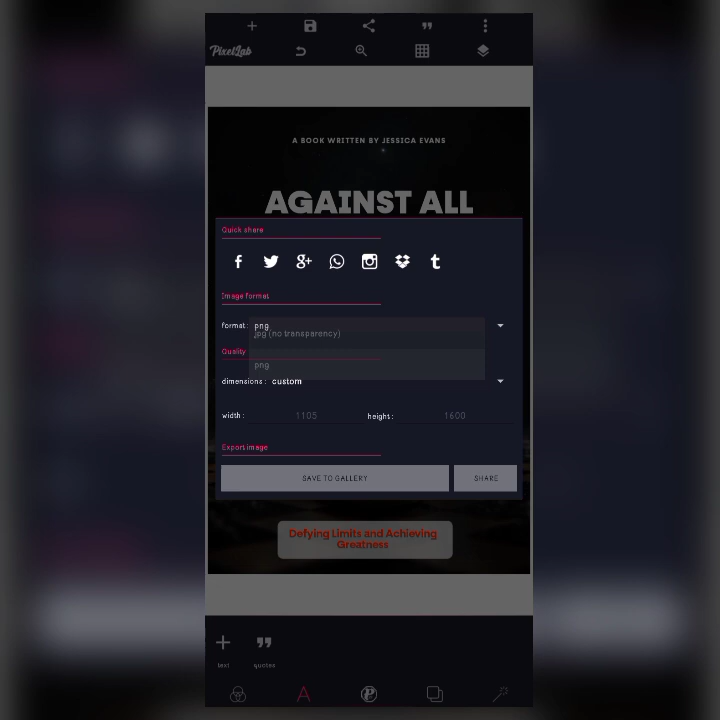 PixelLab
A BOOK WRITTEN BY JESSICA EVANS
AGAINST ALL
Quick share
Image format
format: png
jpg (no transparency)
Quality
png
dimensions: custom
width: 1105 height: 1600
Export image
SAVE TO GALLERY SHARE
Defying Limits and Achieving
Greatness
text quotes